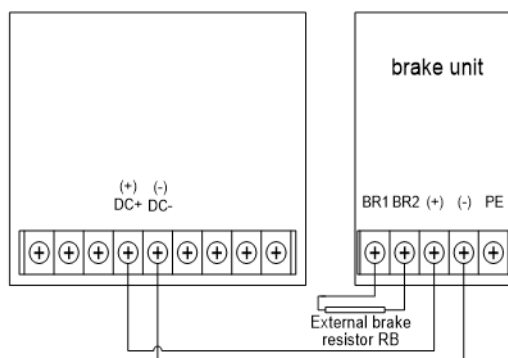 brake unit
(+) (-)
DC+ DC-
BR1 BR2 (+) (-) PE
External brake
resistor RB